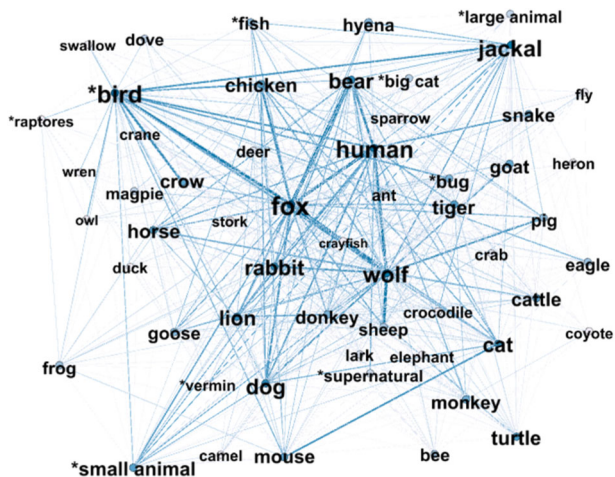 *fish
hyena
*large animal
swallow
dove
jackal
*bird
chicken
bear
*big cat
fly
*raptores
crane
sparrow
snake
deer
human
wren
crow
*bug
goat
heron
magpie
ant
owl
fox
tiger
stork
horse
pig
crayfish
duck
rabbit
wolf
crab
eagle
cattle
lion
donkey
crocodile
goose
sheep
coyote
lark
elephant
cat
frog
*vermin
dog
*supernatural
monkey
turtle
*small animal
camel
mouse
bee